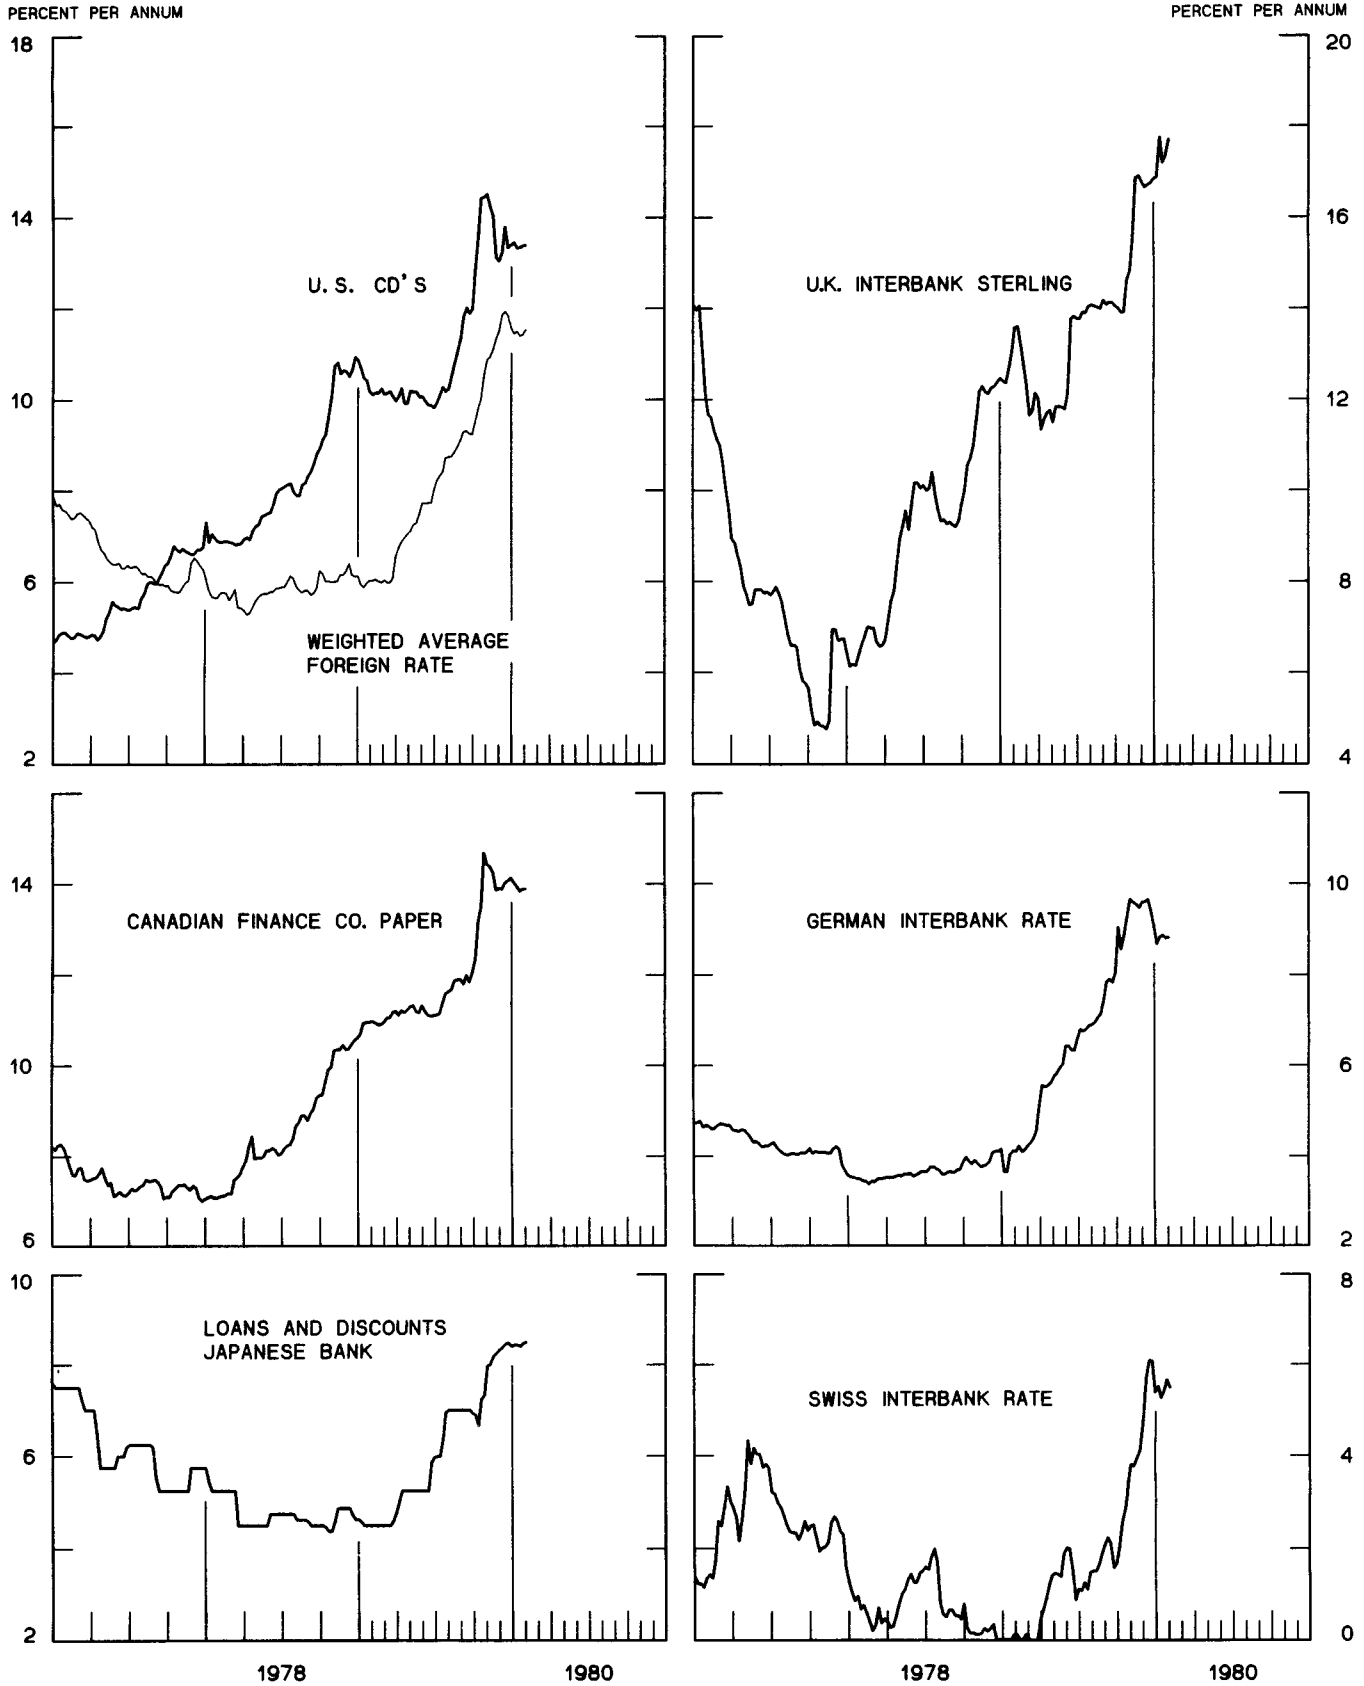 PERCENT PER ANNUM
PERCENT PER ANNUM
18
14
10
6
2
U.S. CD'S
WEIGHTED AVERAGE
FOREIGN RATE
20
16
12
8
4
U.K. INTERBANK STERLING
14
10
6
CANADIAN FINANCE CO. PAPER
10
6
2
GERMAN INTERBANK RATE
10
6
2
LOANS AND DISCOUNTS
JAPANESE BANK
8
4
0
SWISS INTERBANK RATE
1978
1980
1978
1980